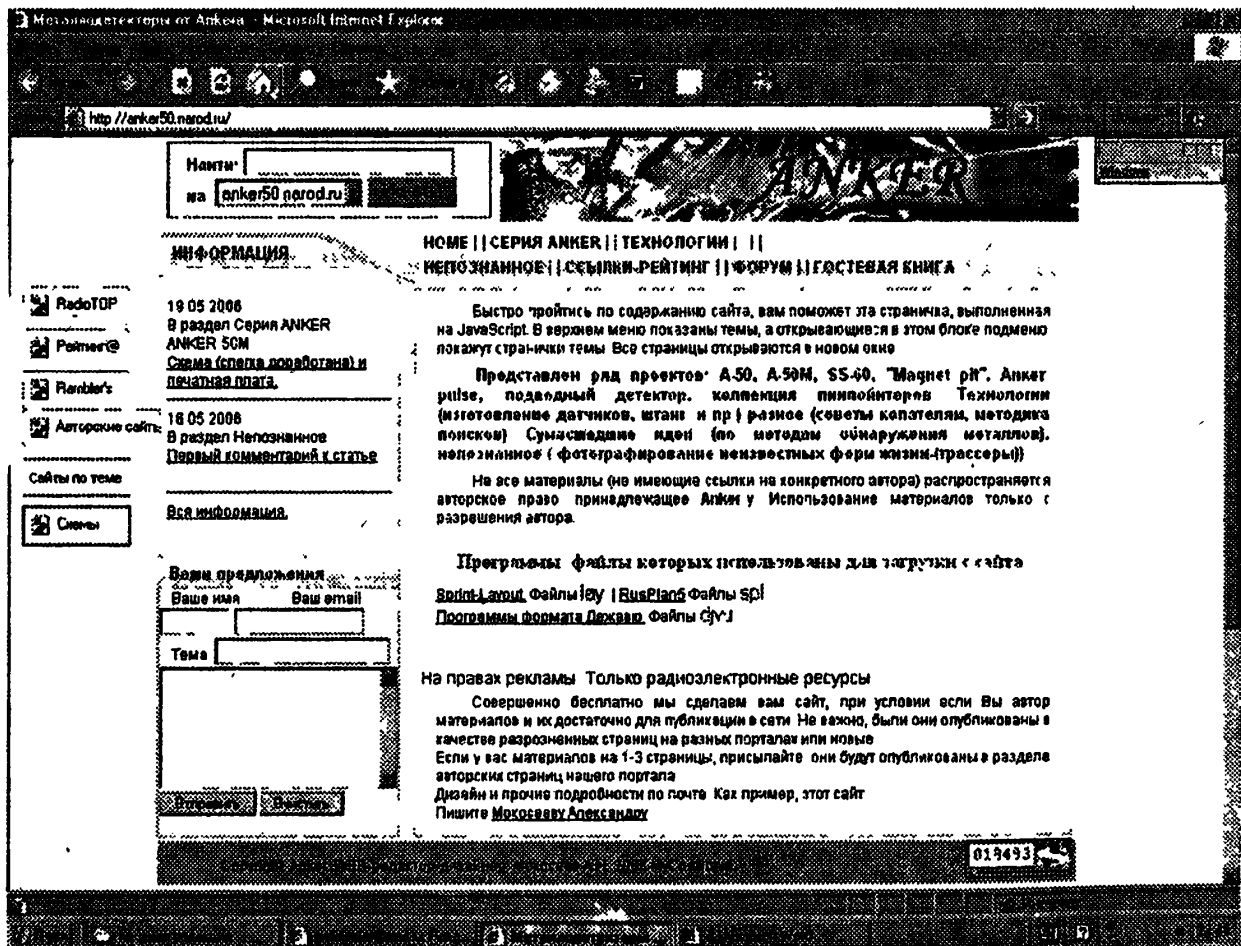 Металлодетекторы от Anker'а - Microsoft Internet Explorer
http //anker50.narod.ru/
Найти:
на anker50 narod.ru
ANKER
ИНФОРМАЦИЯ
HOME || СЕРИЯ ANKER || ТЕХНОЛОГИИ | ||
НЕПОЗНАННОЕ || ССЫЛКИ-РЕЙТИНГ || ФОРУМ || ГОСТЕВАЯ КНИГА
RadioTOP
Рейтинг@
Rambler's
Авторские сайты
Сайты по теме
Схемы
19 05 2006
В раздел Серия ANKER
ANKER 50M
Схема (слегка доработана) и
печатная плата.
16 05 2006
В раздел Непознанное
Первый комментарий к статье
Вся информация.
Ваши предложения
Ваше имя Ваш email
Тема
Отправить Очистить
Быстро пройтись по содержанию сайта, вам поможет эта страничка, выполненная
на JavaScript. В верхнем меню показаны темы, а открывающиеся в этом блоке подменю
покажут странички темы Все страницы открываются в новом окне
Представлен ряд проектов: A-50, A-50M, SS-60, "Magnet pit", Anker
pulse, подводный детектор, коллекция пинпойнтеров Технологии
(изготовление датчиков, штанг и пр ) разное (советы копателям, методика
поисков) Сумасшедшие идеи (по методам обнаружения металлов),
непознанное ( фотографирование неизвестных форм жизни-(трассеры))
На все материалы (не имеющие ссылки на конкретного автора) распространяется
авторское право принадлежащее Anker у Использование материалов только с
разрешения автора.
Программы файлы которых использованы для загрузки с сайта
Sprint-Layout Файлы lay | RusPlan5 Файлы spl
Программы формата Дежавю Файлы djvu
На правах рекламы Только радиоэлектронные ресурсы
Совершенно бесплатно мы сделаем вам сайт, при условии если Вы автор
материалов и их достаточно для публикации в сети Не важно, были они опубликованы в
качестве разрозненных страниц на разных порталах или новые
Если у вас материалов на 1-3 страницы, присылайте они будут опубликованы в разделе
авторских страниц нашего портала
Дизайн и прочие подробности по почте Как пример, этот сайт
Пишите Мокосееву Александру
019493